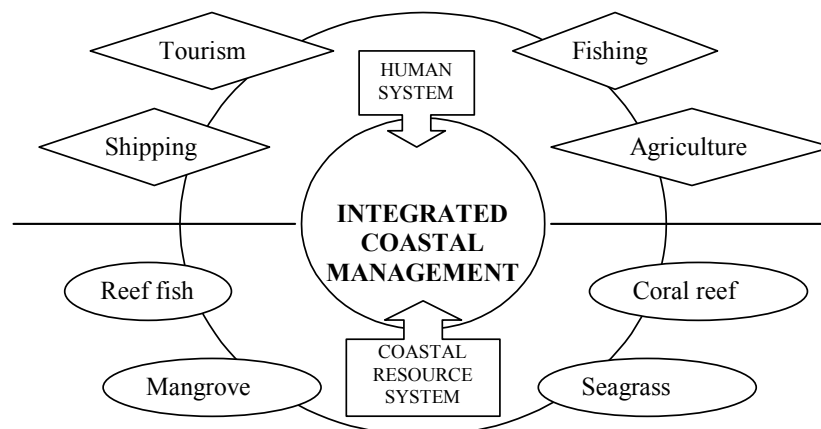 Tourism
Fishing
HUMAN
SYSTEM
Shipping
Agriculture
INTEGRATED
COASTAL
MANAGEMENT
Reef fish
Coral reef
COASTAL
RESOURCE
SYSTEM
Mangrove
Seagrass